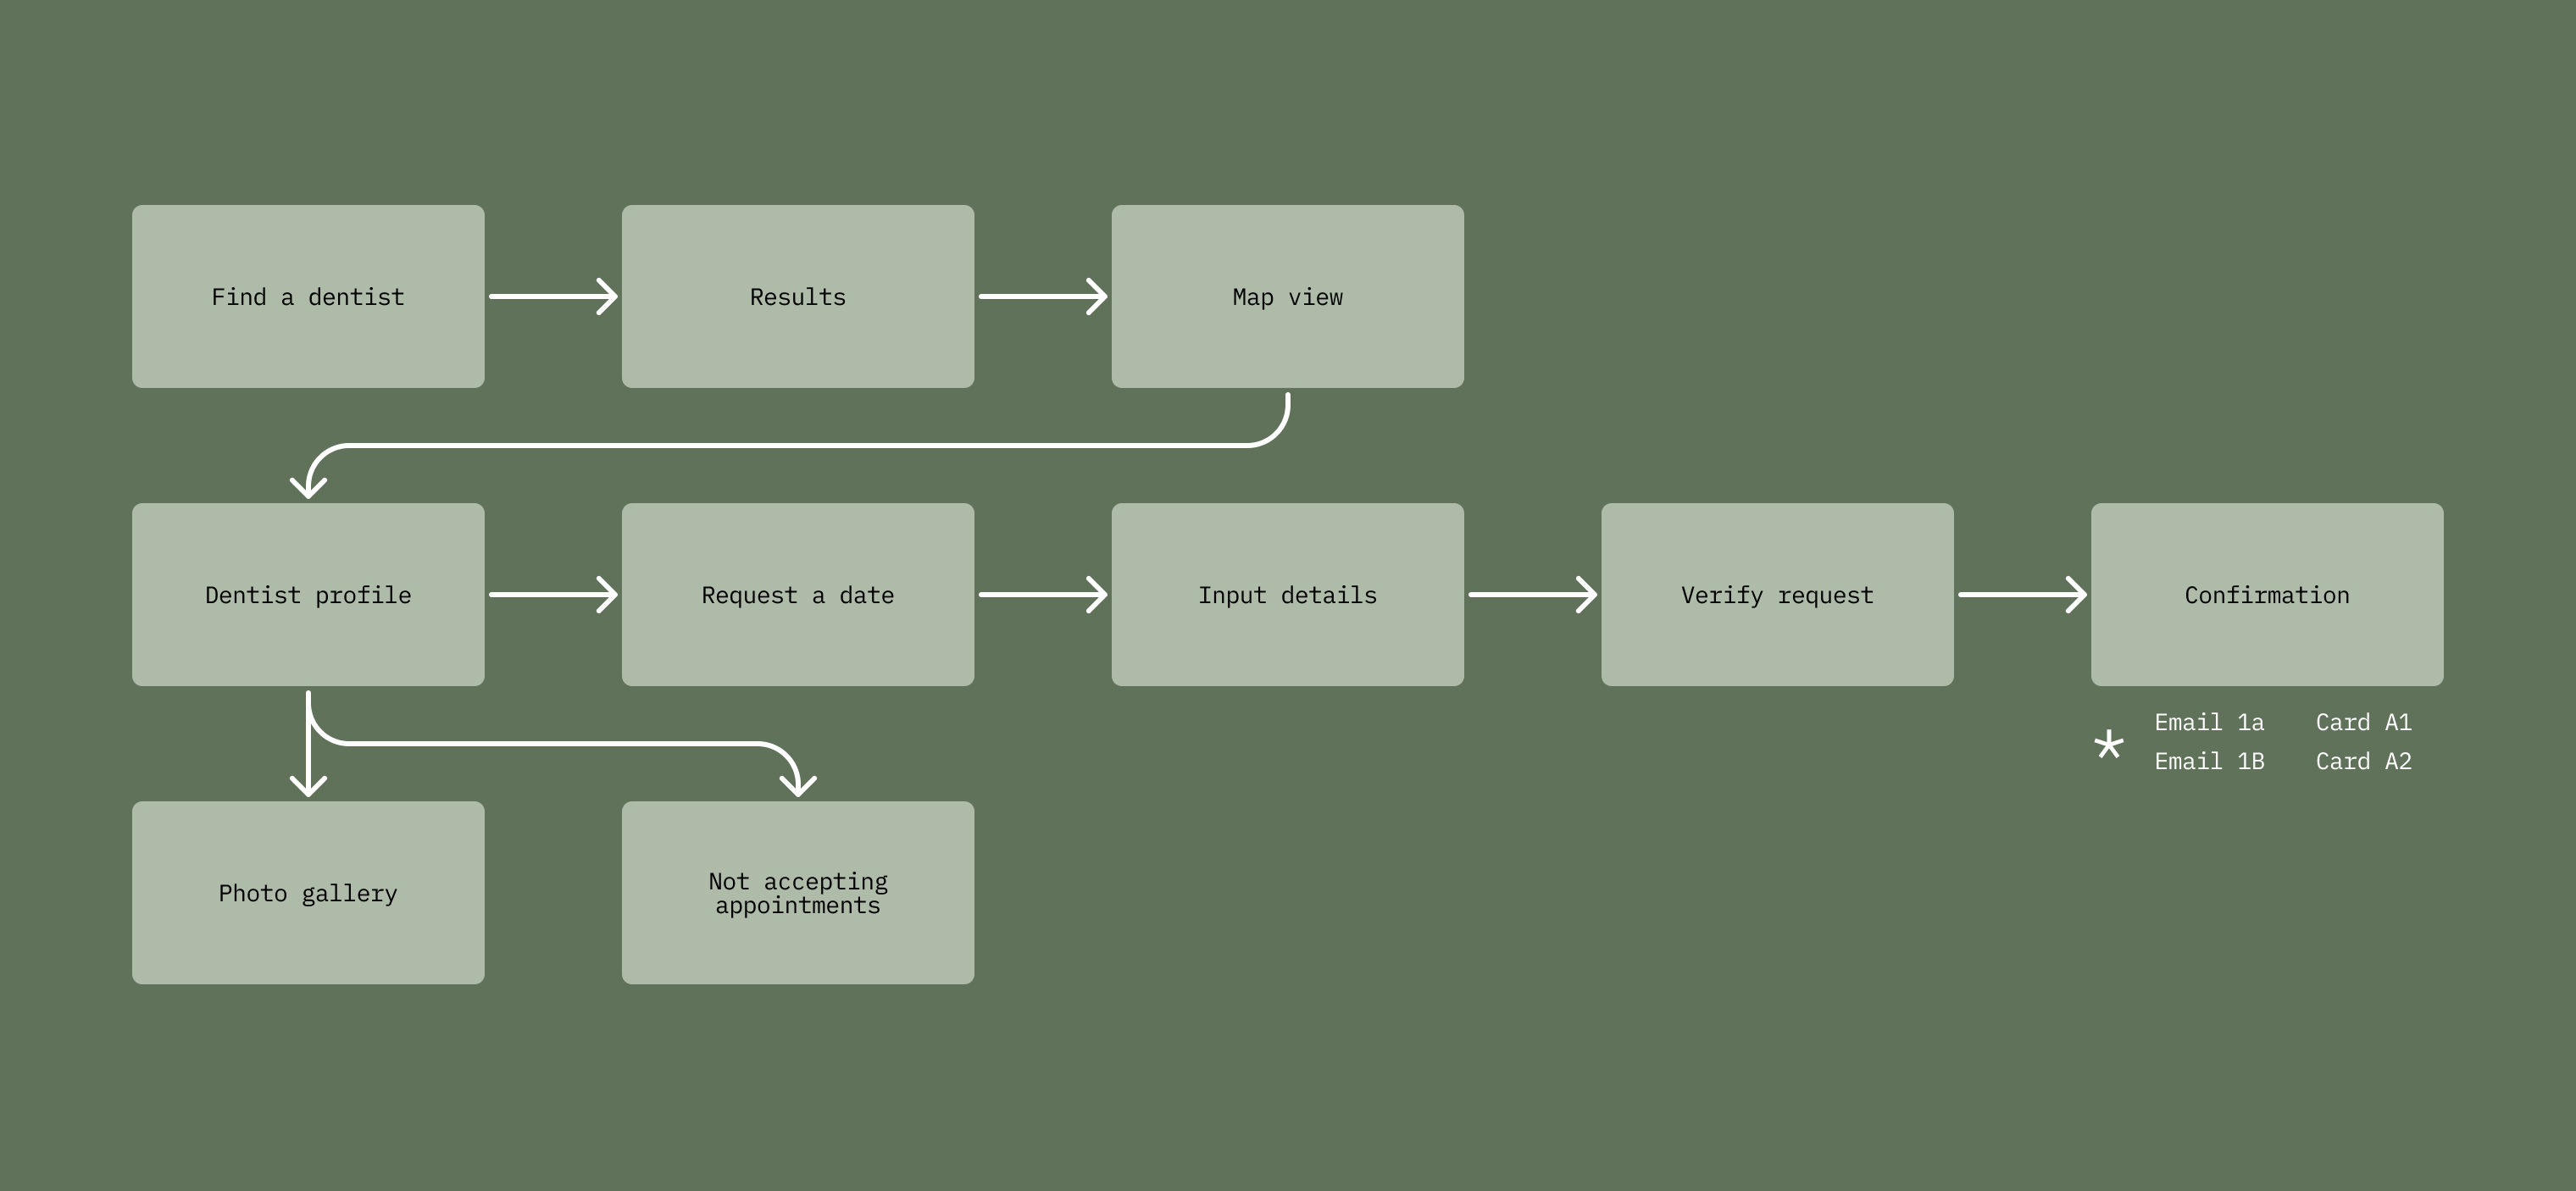 Find a dentist
Results
Map view
Dentist profile
Request a date
Input details
Verify request
Confirmation
* Email 1a Card A1
Email 1B Card A2
Photo gallery
Not accepting
appointments